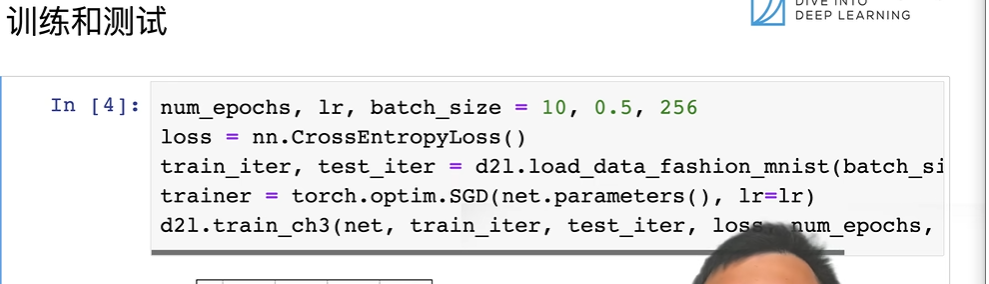 训练和测试
DIVE INTO
DEEP LEARNING
In [4]:
num_epochs, lr, batch_size = 10, 0.5, 256
loss = nn.CrossEntropyLoss()
train_iter, test_iter = d2l.load_data_fashion_mnist(batch_si
trainer = torch.optim.SGD(net.parameters(), lr=lr)
d2l.train_ch3(net, train_iter, test_iter, loss, num_epochs,